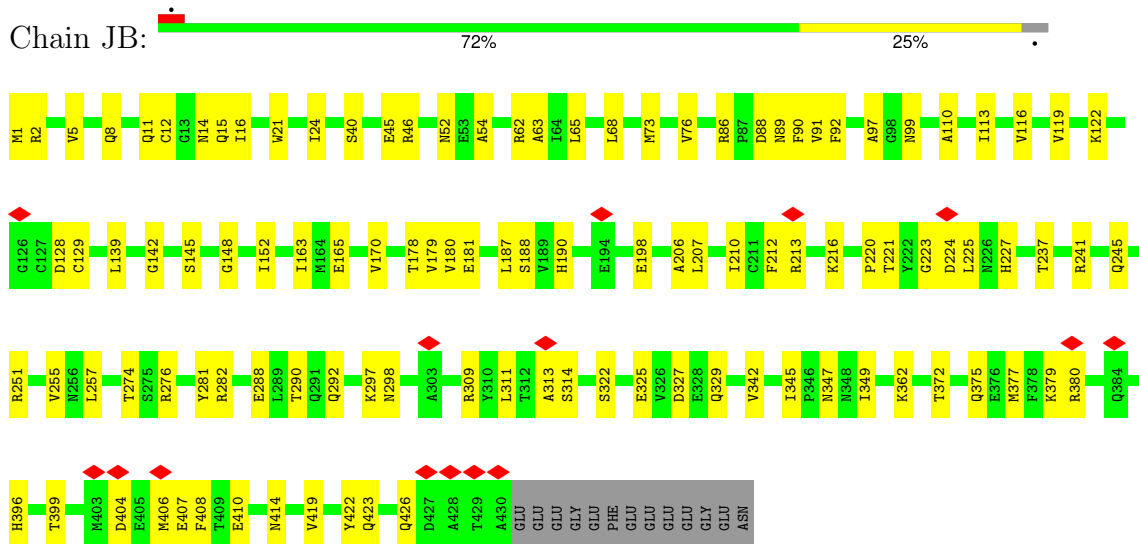 Chain JB:
72% 25%
M1 R2 V5 Q8 Q11 C12 G13 N14 Q15 I16 W21 I24 S40 E45 R46 N52 E53 A54 R62 A63 I64 L65 L68 M73 V76 R86 P87 D88 N89 F90 V91 F92 A97 G98 N99 A110 I113 V116 V119 K122
G126 C127 D128 C129 L139 G142 S145 G148 I152 I163 M164 E165 V170 T178 V179 V180 E181 L187 S188 V189 H190 E194 E198 A206 L207 I210 C211 F212 R213 K216 P220 T221 Y222 G223 D224 L225 N226 H227 T237 R241 Q245
R251 V255 N256 L257 T274 S275 R276 Y281 R282 E288 L289 T290 Q291 Q292 K297 N298 A303 R309 Y310 L311 T312 A313 S314 S322 E325 V326 D327 E328 Q329 V342 I345 P346 N347 N348 I349 K362 T372 Q375 E376 M377 F378 K379 R380 Q384
H396 T399 M403 D404 E405 M406 E407 F408 T409 E410 N414 V419 Y422 Q423 Q426 D427 A428 T429 A430 GLU GLU GLU GLY GLU PHE GLU GLU GLU GLU GLY GLU ASN